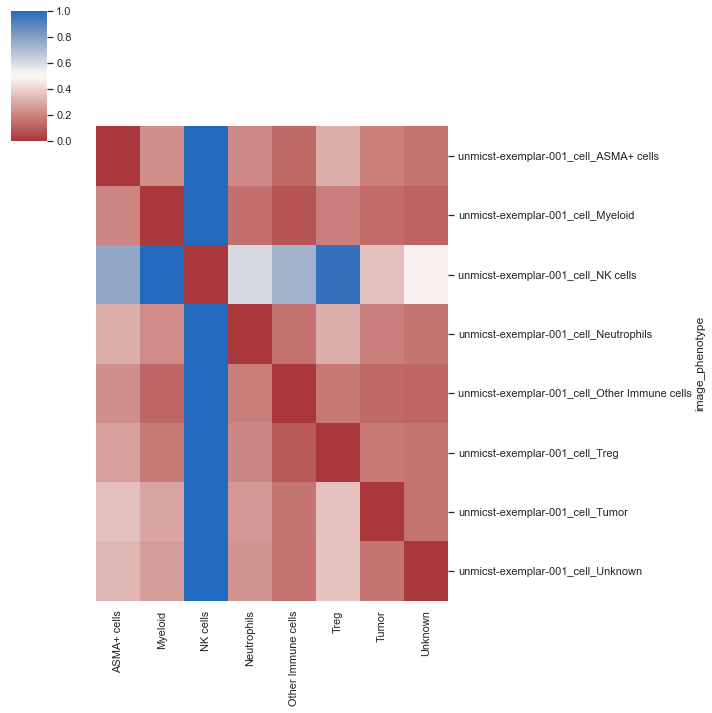 1.0
0.8
0.6
0.4
0.2
0.0
unmicst-exemplar-001_cell_ASMA+ cells
unmicst-exemplar-001_cell_Myeloid
unmicst-exemplar-001_cell_NK cells
unmicst-exemplar-001_cell_Neutrophils
unmicst-exemplar-001_cell_Other Immune cells
unmicst-exemplar-001_cell_Treg
unmicst-exemplar-001_cell_Tumor
unmicst-exemplar-001_cell_Unknown
image_phenotype
ASMA+ cells
Myeloid
NK cells
Neutrophils
Other Immune cells
Treg
Tumor
Unknown